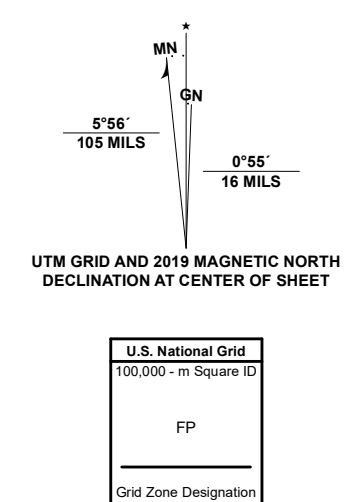 ★
MN
GN
5°56´
105 MILS
0°55´
16 MILS
UTM GRID AND 2019 MAGNETIC NORTH
DECLINATION AT CENTER OF SHEET
U.S. National Grid
100,000 - m Square ID
FP
Grid Zone Designation